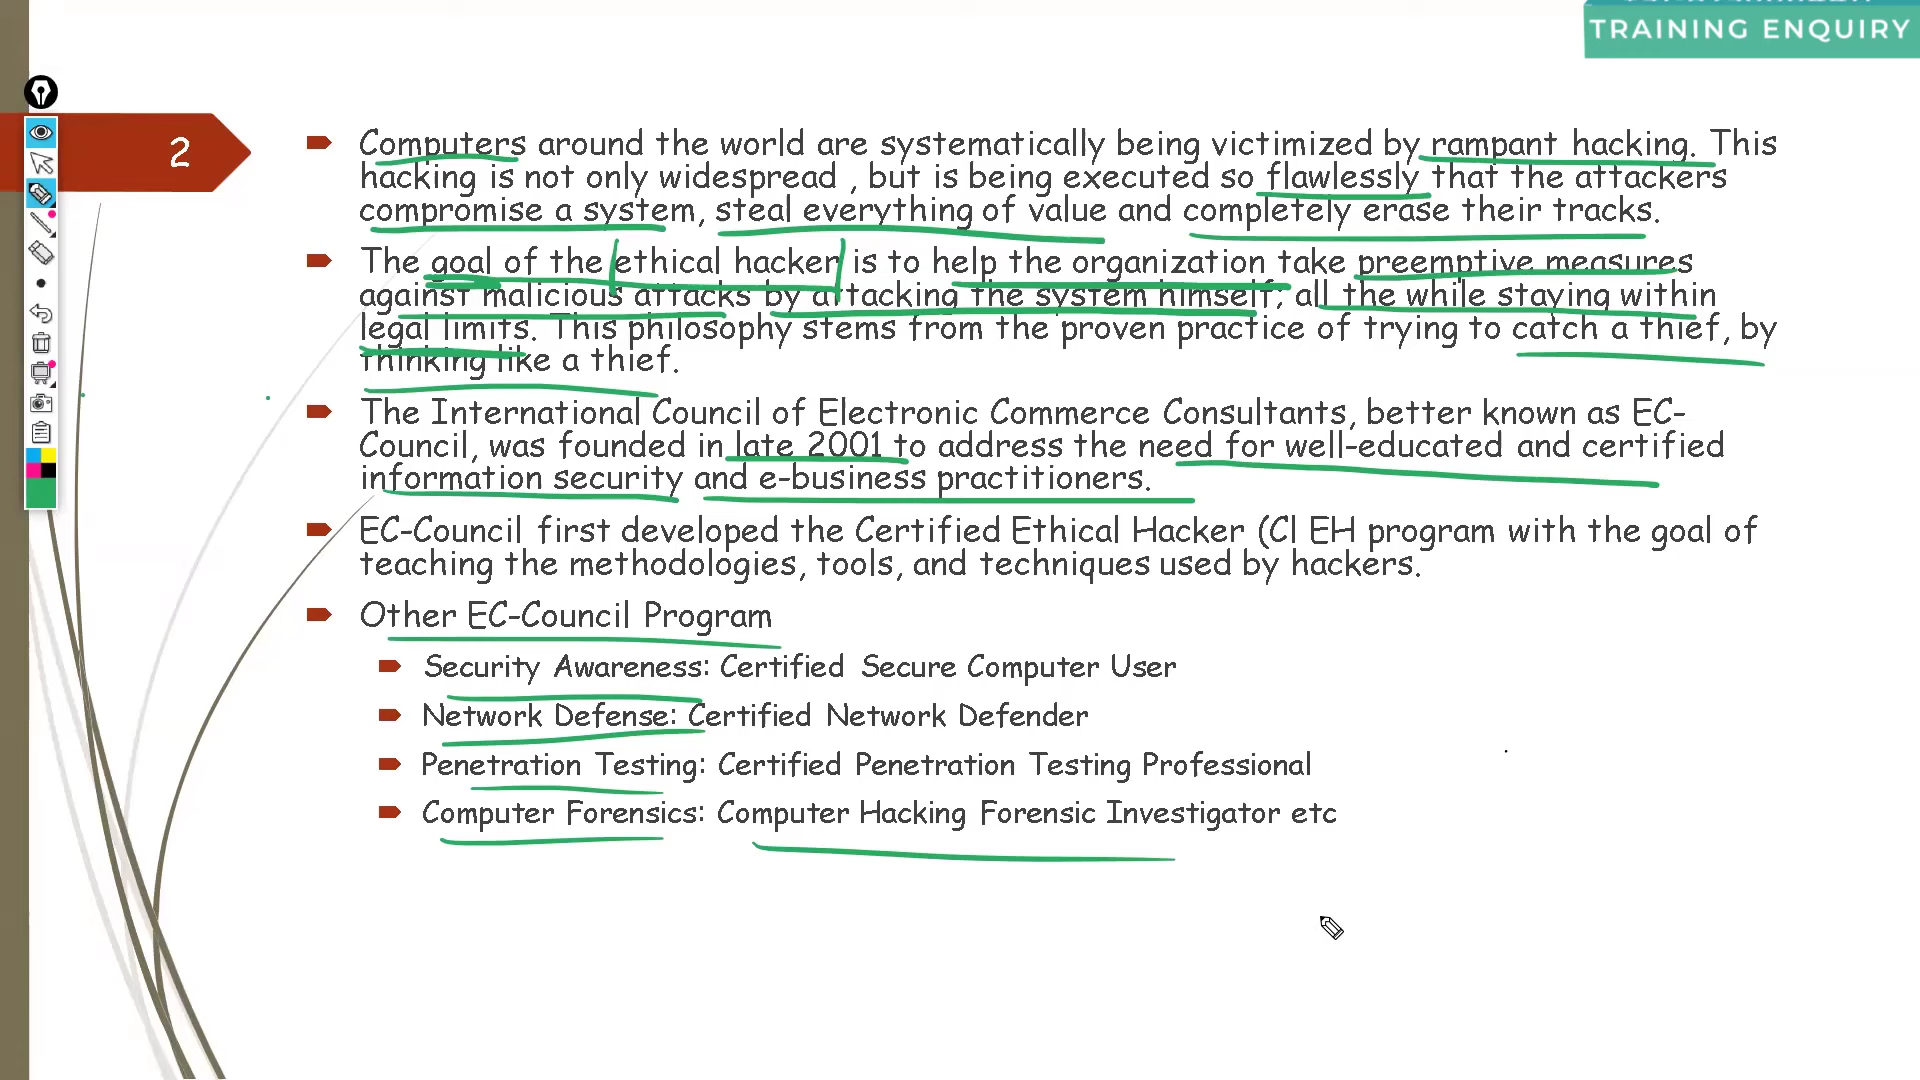 TRAINING ENQUIRY
2
Computers around the world are systematically being victimized by rampant hacking. This
hacking is not only widespread , but is being executed so flawlessly that the attackers
compromise a system, steal everything of value and completely erase their tracks.
The goal of the ethical hacker is to help the organization take preemptive measures
against malicious attacks by attacking the system himself; all the while staying within
legal limits. This philosophy stems from the proven practice of trying to catch a thief, by
thinking like a thief.
The International Council of Electronic Commerce Consultants, better known as EC-
Council, was founded in late 2001 to address the need for well-educated and certified
information security and e-business practitioners.
EC-Council first developed the Certified Ethical Hacker (Cl EH program with the goal of
teaching the methodologies, tools, and techniques used by hackers.
Other EC-Council Program
Security Awareness: Certified Secure Computer User
Network Defense: Certified Network Defender
Penetration Testing: Certified Penetration Testing Professional
Computer Forensics: Computer Hacking Forensic Investigator etc